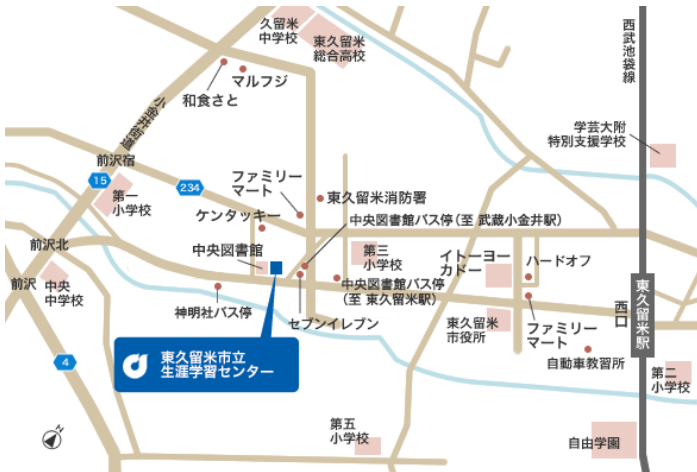 久留米
中学校
東久留米
総合高校
西武池袋線
マルフジ
和食さと
小金井街道
学芸大附
特別支援学校
前沢宿
15
234
第一
小学校
ファミリー
マート
東久留米消防署
ケンタッキー
中央図書館バス停(至 武蔵小金井駅)
前沢北
中央図書館
第三
小学校
イトーヨー
カドー
ハードオフ
前沢
中央
中学校
神明社バス停
セブンイレブン
中央図書館バス停
(至 東久留米駅)
東久留米
市役所
ファミリー
マート
西口
東久留米駅
自動車教習所
4
東久留米市立
生涯学習センター
第二
小学校
第五
小学校
自由学園
N